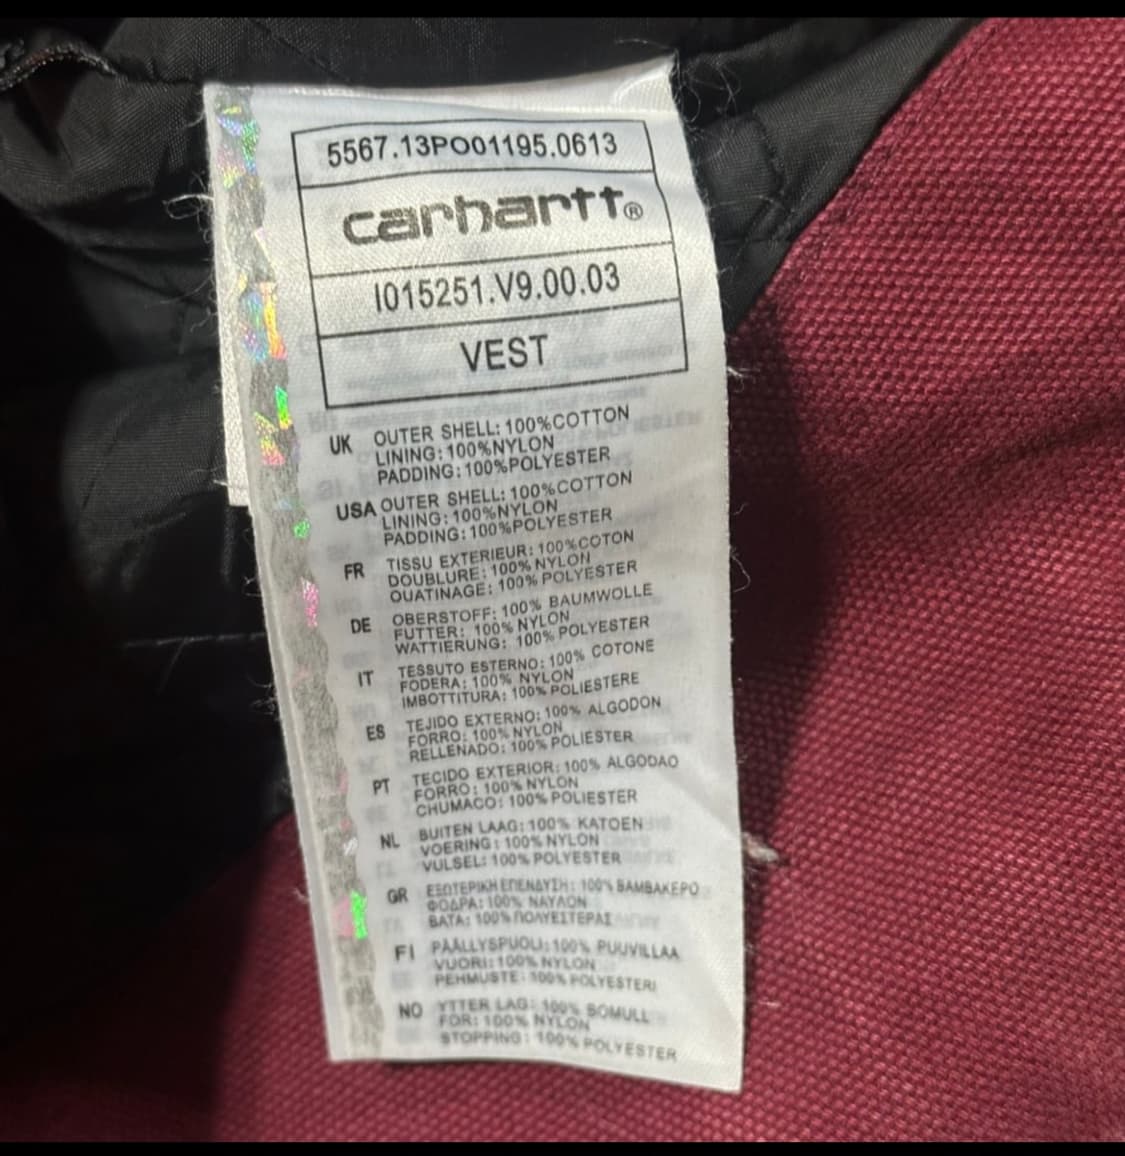 5567.13PO01195.0613
carhartt®
I015251.V9.00.03
VEST
UK OUTER SHELL: 100%COTTON
LINING: 100%NYLON
PADDING: 100%POLYESTER
USA OUTER SHELL: 100%COTTON
LINING: 100%NYLON
PADDING: 100%POLYESTER
FR TISSU EXTERIEUR: 100%COTON
DOUBLURE: 100% NYLON
OUATINAGE: 100% POLYESTER
DE OBERSTOFF: 100% BAUMWOLLE
FUTTER: 100% NYLON
WATTIERUNG: 100% POLYESTER
IT TESSUTO ESTERNO: 100% COTONE
FODERA: 100% NYLON
IMBOTTITURA: 100% POLIESTERE
ES TEJIDO EXTERNO: 100% ALGODON
FORRO: 100% NYLON
RELLENADO: 100% POLIESTER
PT TECIDO EXTERIOR: 100% ALGODAO
FORRO: 100% NYLON
CHUMACO: 100% POLIESTER
NL BUITEN LAAG: 100% KATOEN
VOERING: 100% NYLON
VULSEL: 100% POLYESTER
GR ΕΞΩΤΕΡΙΚΗ ΕΠΕΝΔΥΣΗ: 100% ΒΑΜΒΑΚΕΡΟ
ΦΟΔΡΑ: 100% ΝΑΥΛΟΝ
ΒΑΤΑ: 100% ΠΟΛΥΕΣΤΕΡΑΣ
FI PÄÄLLYSPUOLI: 100% PUUVILLAA
VUORI: 100% NYLON
PEHMUSTE: 100% POLYESTERI
NO YTTER LAG: 100% BOMULL
FOR: 100% NYLON
STOPPING: 100% POLYESTER